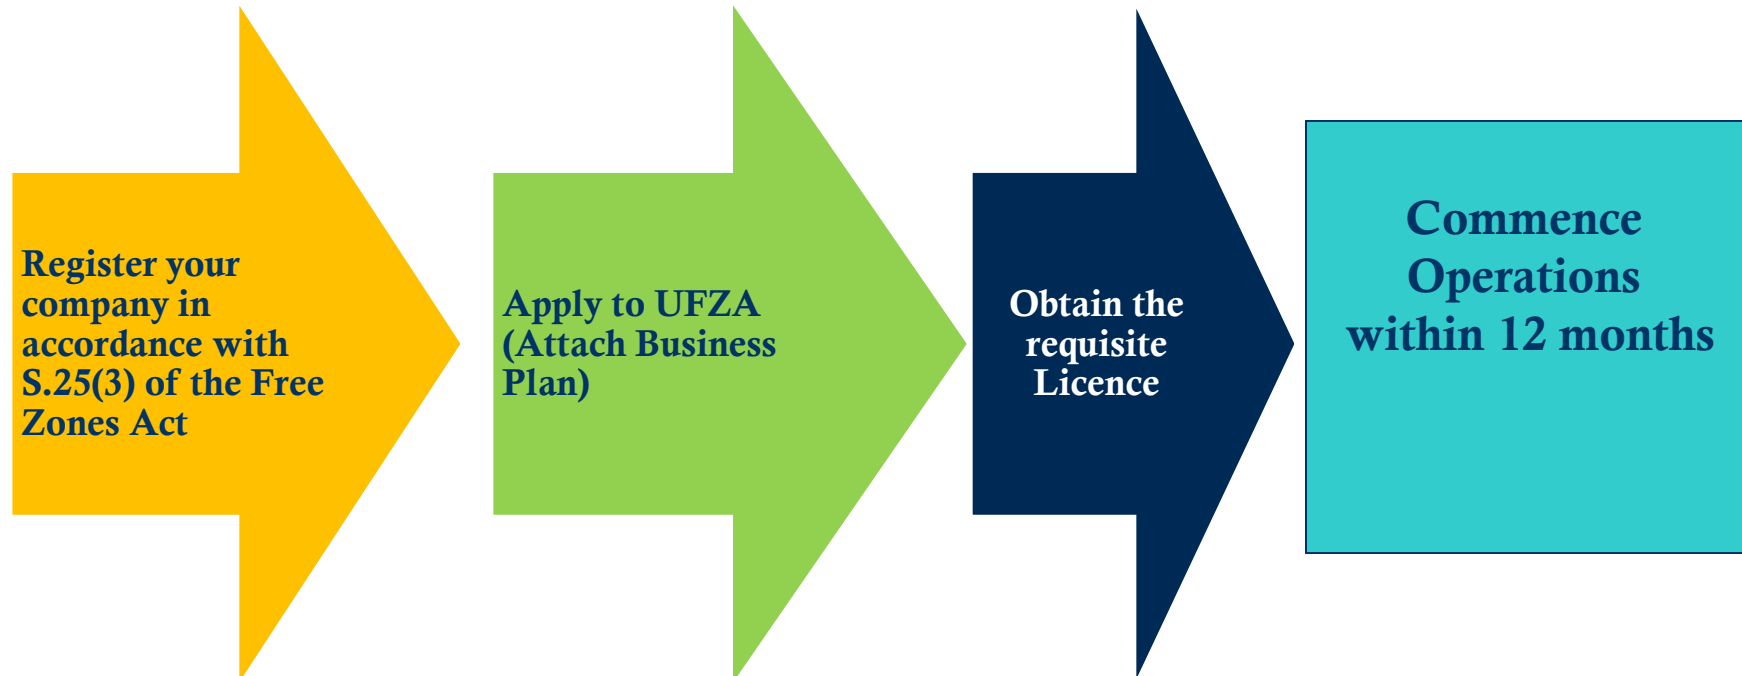 Register your
company in
accordance with
S.25(3) of the Free
Zones Act
Apply to UFZA
(Attach Business
Plan)
Obtain the
requisite
Licence
Commence
Operations
within 12 months